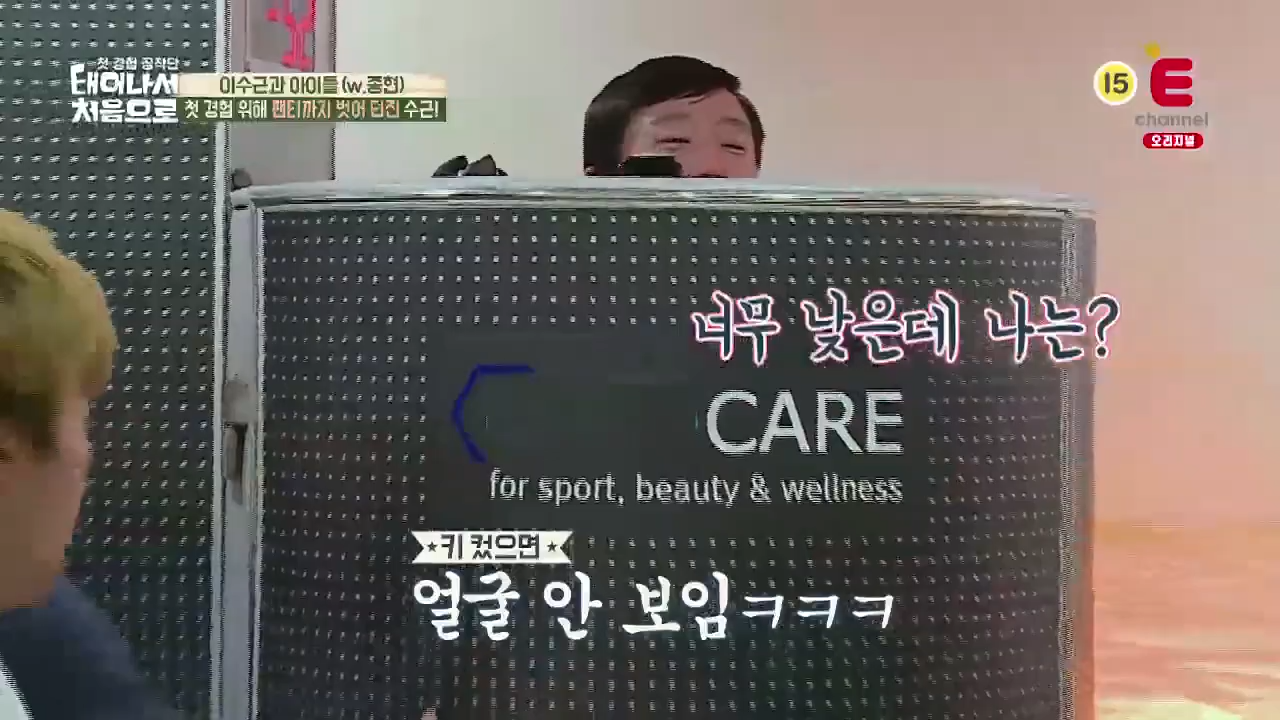 첫 경험 공작단
태어나서
처음으로
이수근과 아이들 (w.종현)
첫 경험 위해 팬티까지 벗어 던진 수근!
15
E
channel
오리지널
너무 낮은데 나는?
CARE
for sport, beauty & wellness
키 컸으면
얼굴 안 보임ㅋㅋㅋ